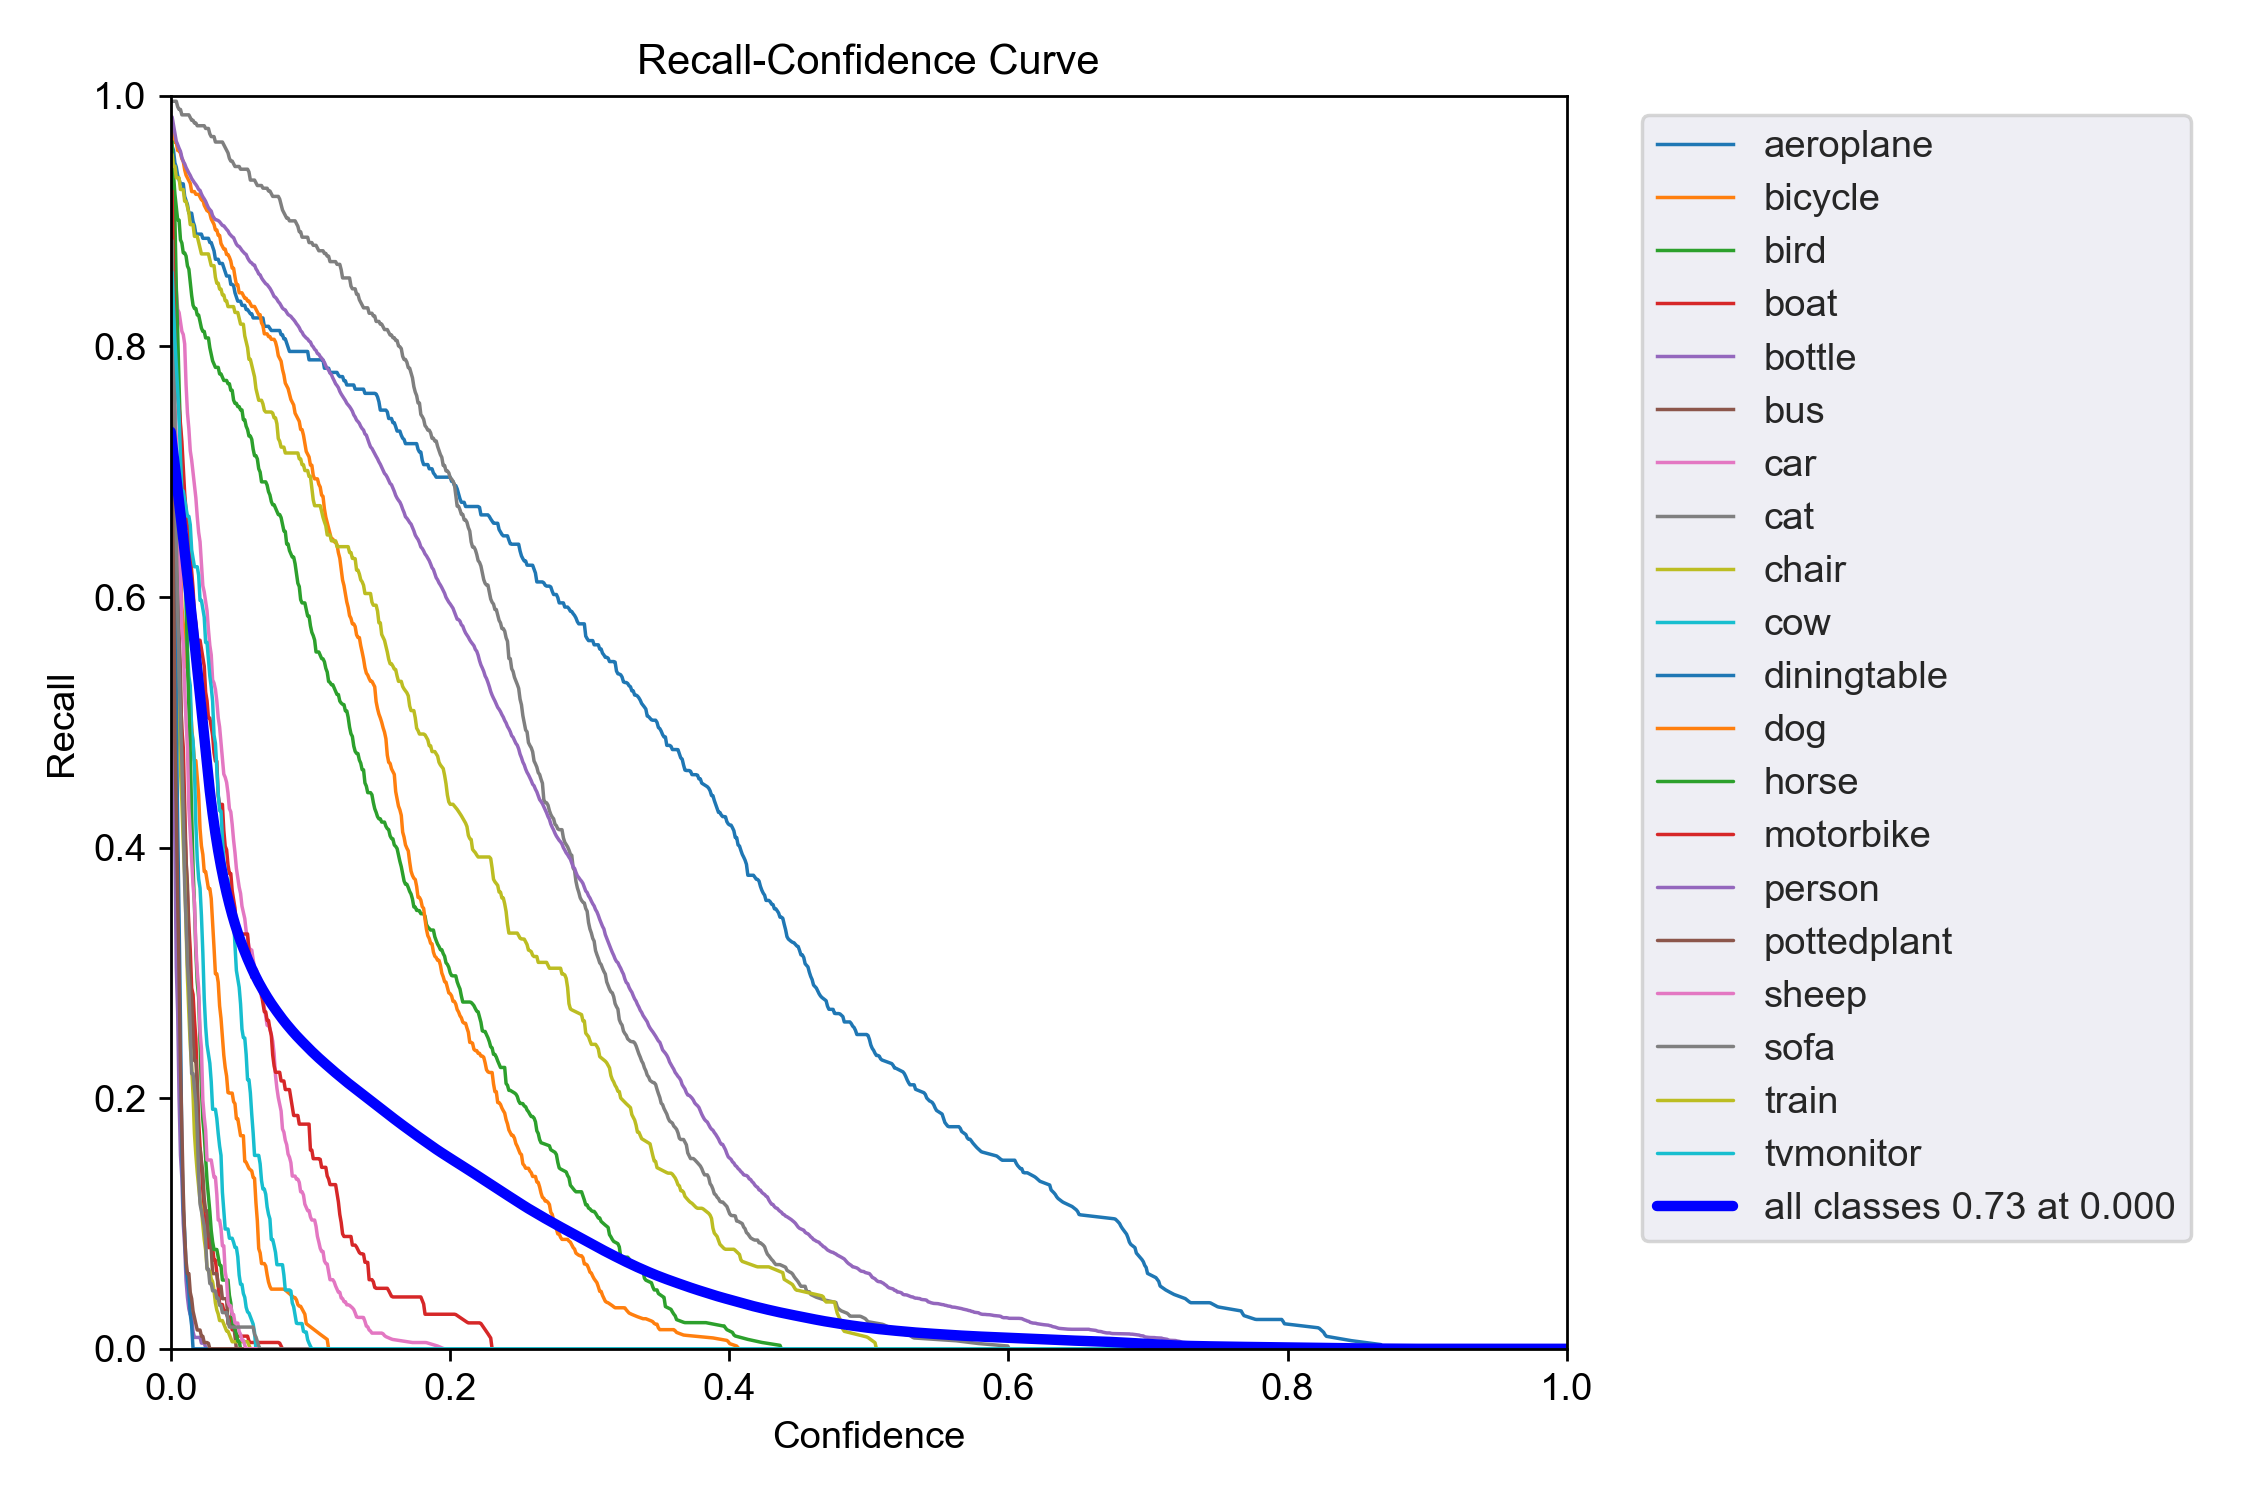 Recall-Confidence Curve
1.0
0.8
0.6
0.4
0.2
0.0
Recall
0.0 0.2 0.4 0.6 0.8 1.0
Confidence
aeroplane
bicycle
bird
boat
bottle
bus
car
cat
chair
cow
diningtable
dog
horse
motorbike
person
pottedplant
sheep
sofa
train
tvmonitor
all classes 0.73 at 0.000